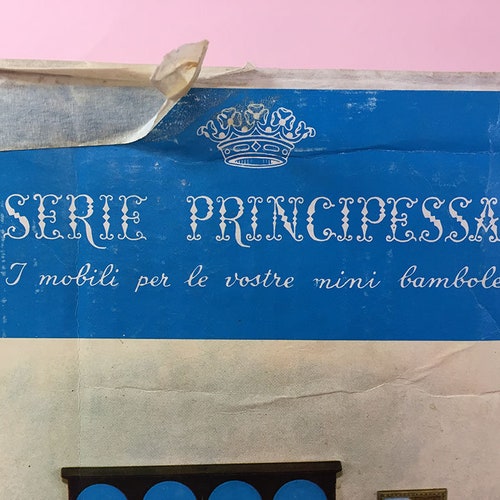 SERIE PRINCIPESSA
I mobili per le vostre mini bambole